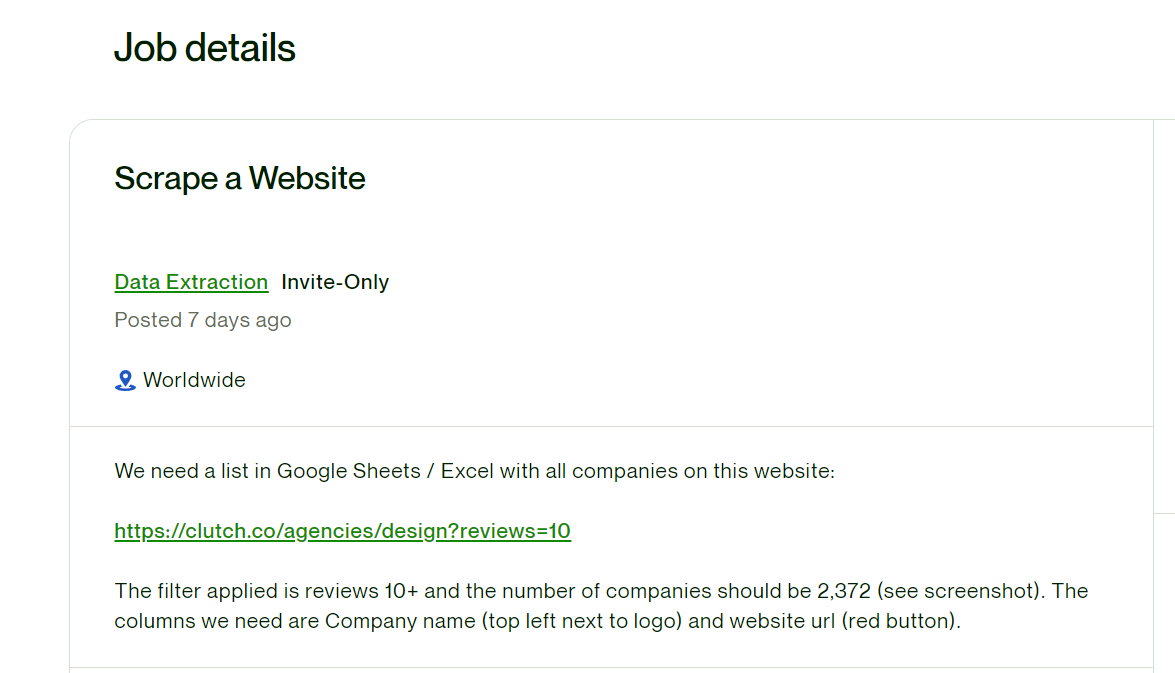 Job details
Scrape a Website
Data Extraction Invite-Only
Posted 7 days ago
Worldwide
We need a list in Google Sheets / Excel with all companies on this website:
https://clutch.co/agencies/design?reviews=10
The filter applied is reviews 10+ and the number of companies should be 2,372 (see screenshot). The
columns we need are Company name (top left next to logo) and website url (red button).